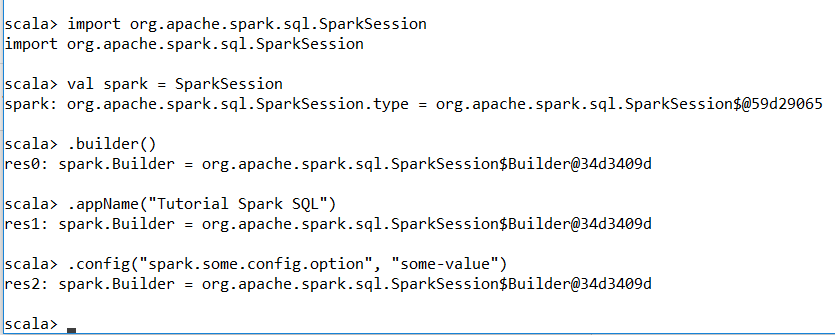 scala> import org.apache.spark.sql.SparkSession
import org.apache.spark.sql.SparkSession
scala> val spark = SparkSession
spark: org.apache.spark.sql.SparkSession.type = org.apache.spark.sql.SparkSession$@59d29065
scala> .builder()
res0: spark.Builder = org.apache.spark.sql.SparkSession$Builder@34d3409d
scala> .appName("Tutorial Spark SQL")
res1: spark.Builder = org.apache.spark.sql.SparkSession$Builder@34d3409d
scala> .config("spark.some.config.option", "some-value")
res2: spark.Builder = org.apache.spark.sql.SparkSession$Builder@34d3409d
scala>